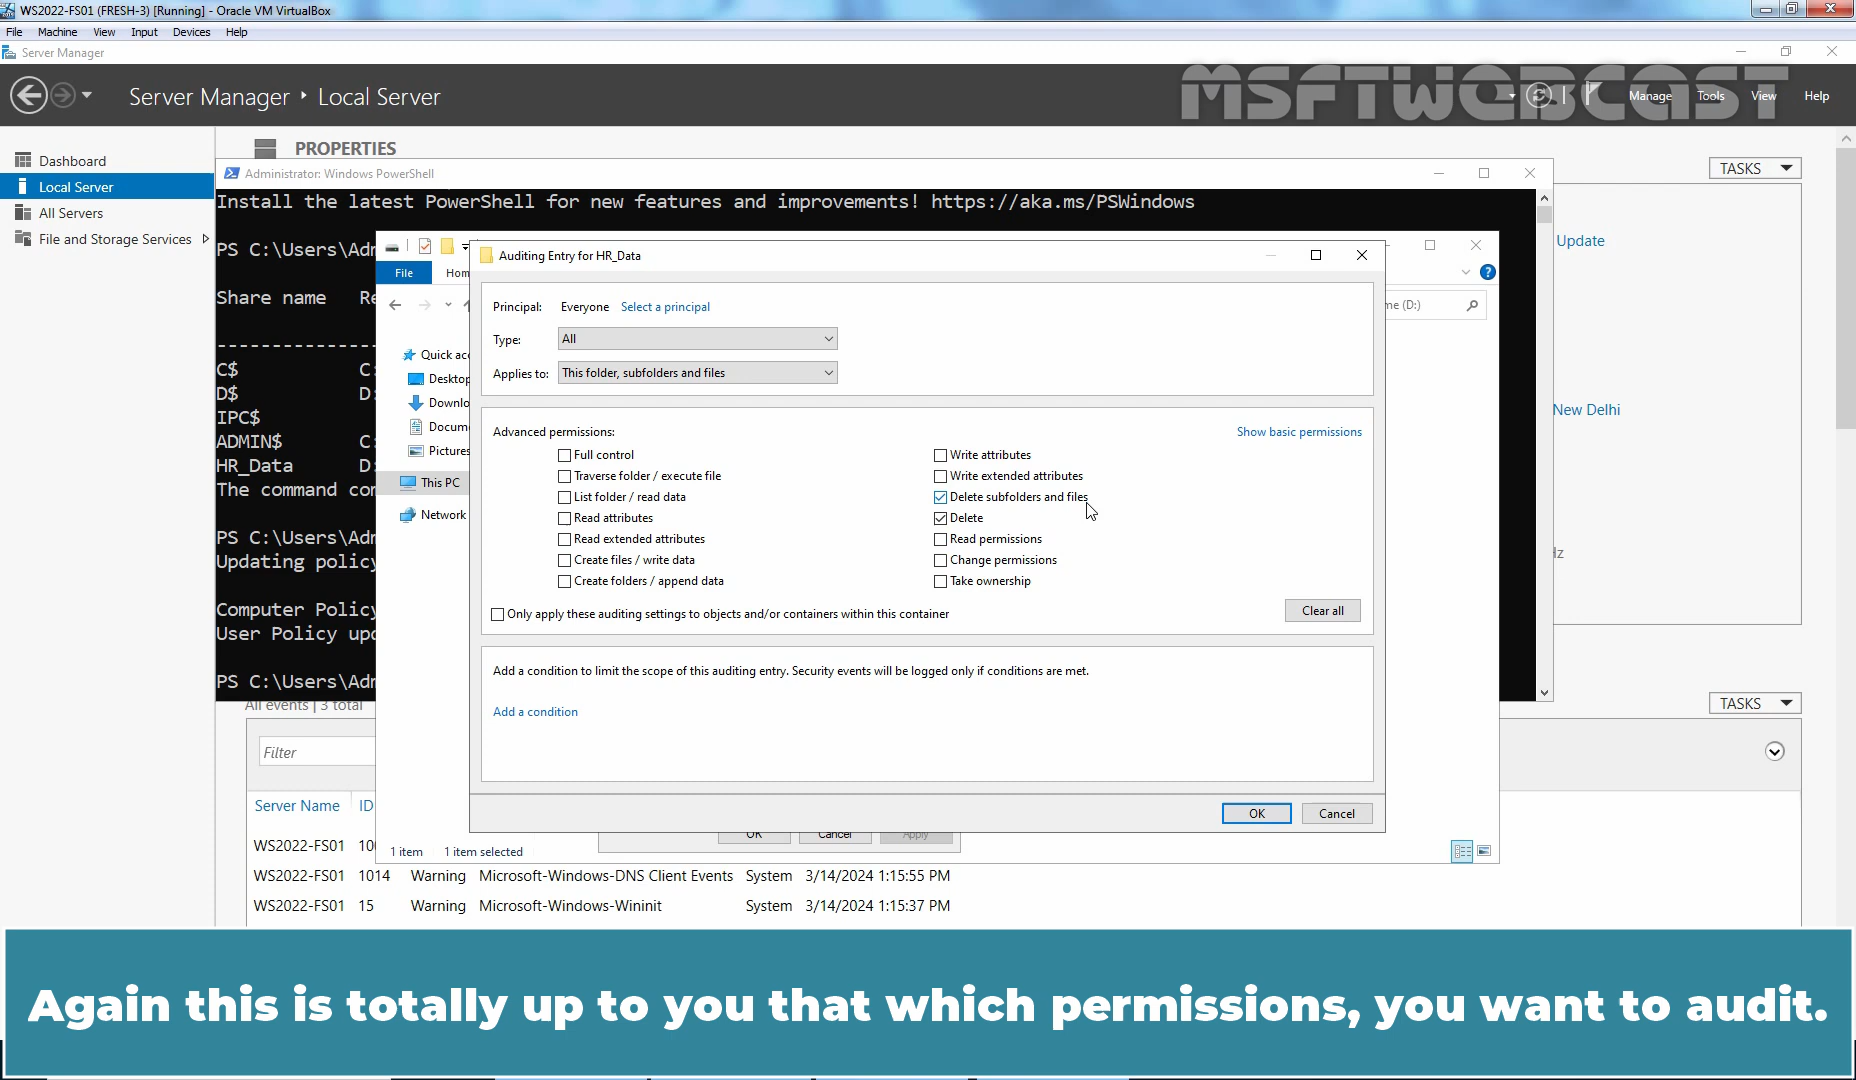 WS2022-FS01 (FRESH-3) [Running] - Oracle VM VirtualBox
File Machine View Input Devices Help
Server Manager
Server Manager Local Server
MSFTWEBCAST
Manage Tools View Help
Dashboard
Local Server
All Servers
File and Storage Services
PROPERTIES
TASKS
Administrator: Windows PowerShell
Install the latest PowerShell for new features and improvements! https://aka.ms/PSWindows
PS C:\Users\Adm
Share name Re
C$ C:
D$ D:
IPC$
ADMIN$ C:
HR_Data D:
The command com
PS C:\Users\Adm
Updating policy
Computer Policy
User Policy upd
PS C:\Users\Adm
Update
New Delhi
Hz
File Hom
me (D:)
Quick acc
Desktop
Downlo
Docum
Pictures
This PC
Network
Auditing Entry for HR_Data
Principal: Everyone Select a principal
Type: All
Applies to: This folder, subfolders and files
Advanced permissions: Show basic permissions
Full control
Traverse folder / execute file
List folder / read data
Read attributes
Read extended attributes
Create files / write data
Create folders / append data
Write attributes
Write extended attributes
Delete subfolders and files
Delete
Read permissions
Change permissions
Take ownership
Only apply these auditing settings to objects and/or containers within this container
Clear all
Add a condition to limit the scope of this auditing entry. Security events will be logged only if conditions are met.
Add a condition
OK Cancel
OK Cancel Apply
1 item 1 item selected
All events | 3 total
TASKS
Filter
Server Name ID
WS2022-FS01 10
WS2022-FS01 1014 Warning Microsoft-Windows-DNS Client Events System 3/14/2024 1:15:55 PM
WS2022-FS01 15 Warning Microsoft-Windows-Wininit System 3/14/2024 1:15:37 PM
Again this is totally up to you that which permissions, you want to audit.